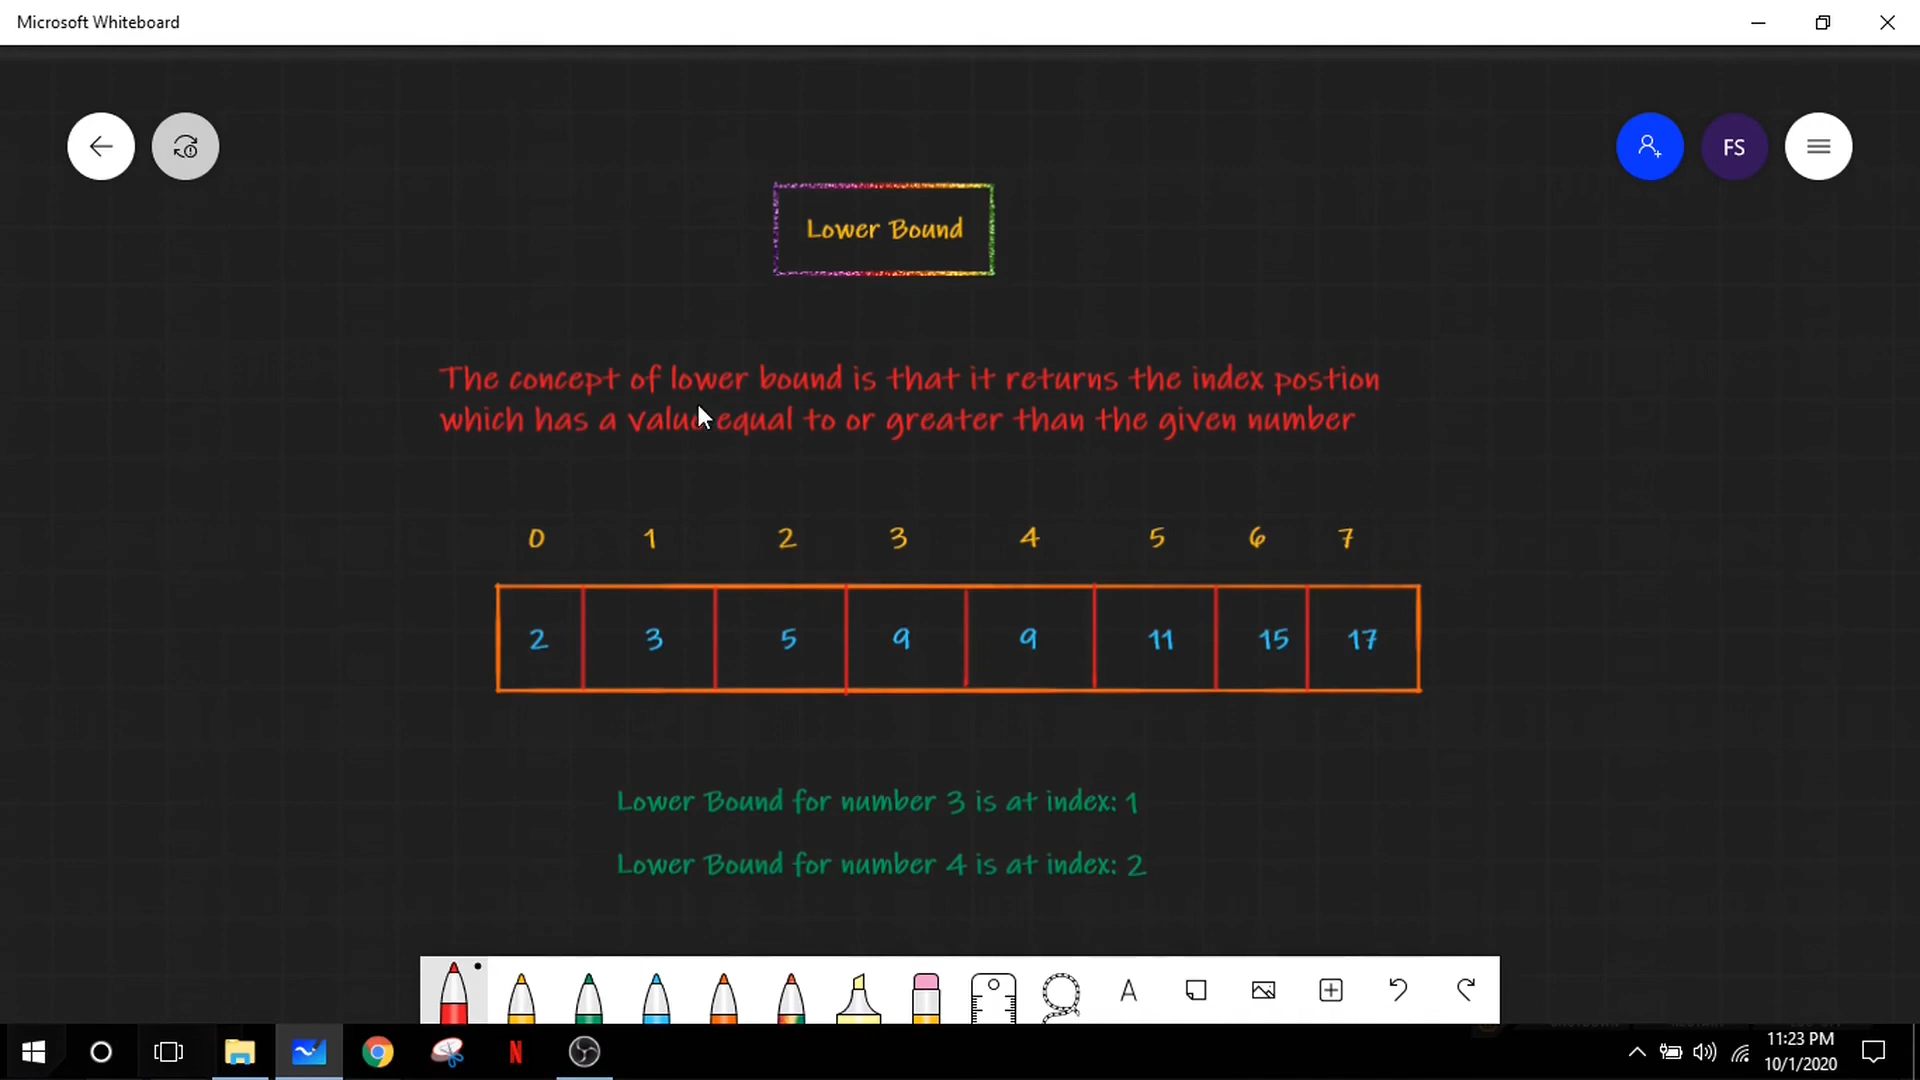 Microsoft Whiteboard
FS
Lower Bound
The concept of lower bound is that it returns the index postion
which has a value equal to or greater than the given number
0 1 2 3 4 5 6 7
2 3 5 9 9 11 15 17
Lower Bound for number 3 is at index: 1
Lower Bound for number 4 is at index: 2
A
N
11:23 PM
10/1/2020